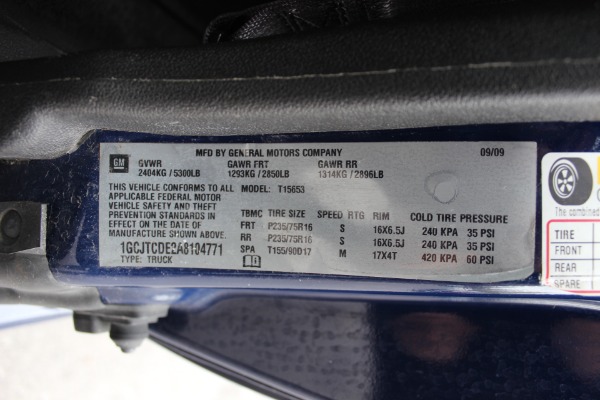 MFD BY GENERAL MOTORS COMPANY 09/09
GM GVWR GAWR FRT GAWR RR
2404KG / 5300LB 1293KG / 2850LB 1314KG / 2896LB
THIS VEHICLE CONFORMS TO ALL MODEL: T15653
APPLICABLE FEDERAL MOTOR
VEHICLE SAFETY AND THEFT
EFFECT ON THE DATE OF
MANUFACTURE SHOWN ABOVE.
1GCJTCDE2A8104771
TYPE: TRUCK
TBMC TIRE SIZE SPEED RTG RIM COLD TIRE PRESSURE
FRT P235/75R16 S 16X6.5J 240 KPA 35 PSI
RR P235/75R16 S 16X6.5J 240 KPA 35 PSI
SPA T155/90D17 M 17X4T 420 KPA 60 PSI
The combined
TIRE
FRONT
REAR
SPARE